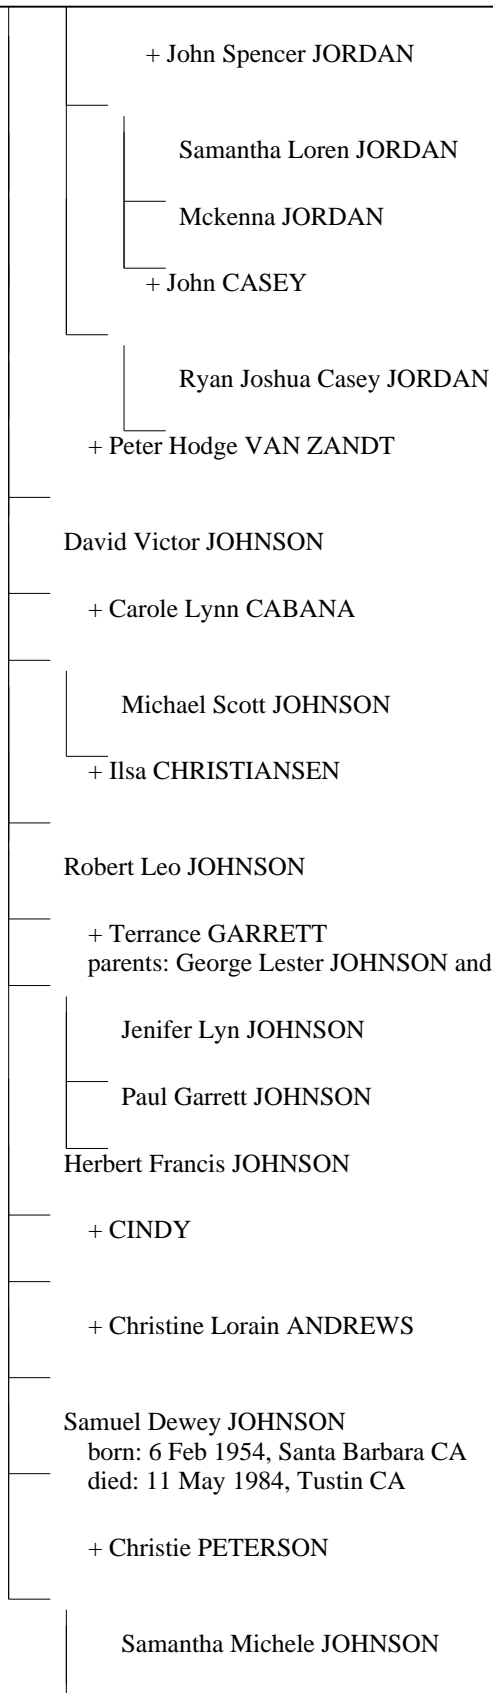 + John Spencer JORDAN
Samantha Loren JORDAN
Mckenna JORDAN
+ John CASEY
Ryan Joshua Casey JORDAN
+ Peter Hodge VAN ZANDT
David Victor JOHNSON
+ Carole Lynn CABANA
Michael Scott JOHNSON
+ Ilsa CHRISTIANSEN
Robert Leo JOHNSON
+ Terrance GARRETT
parents: George Lester JOHNSON and
Jenifer Lyn JOHNSON
Paul Garrett JOHNSON
Herbert Francis JOHNSON
+ CINDY
+ Christine Lorain ANDREWS
Samuel Dewey JOHNSON
born: 6 Feb 1954, Santa Barbara CA
died: 11 May 1984, Tustin CA
+ Christie PETERSON
Samantha Michele JOHNSON